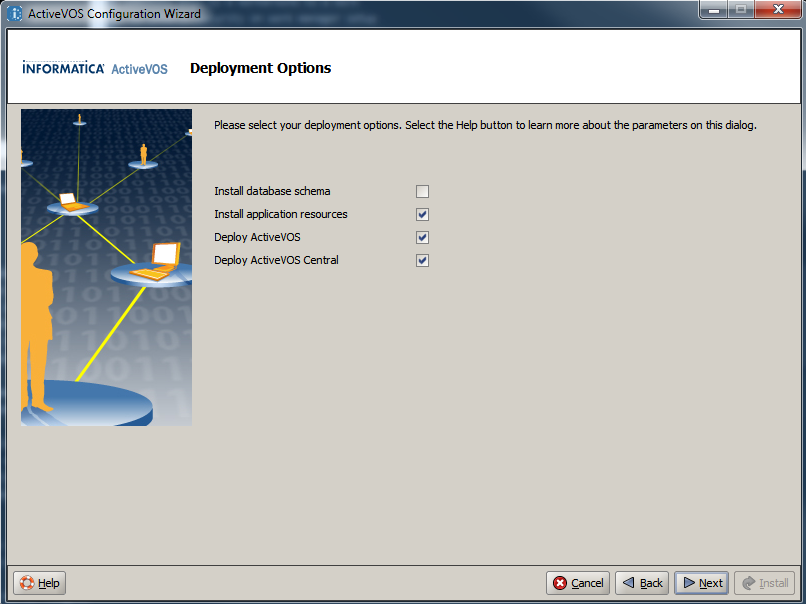 ActiveVOS Configuration Wizard
INFORMATICA ActiveVOS
Deployment Options
Please select your deployment options. Select the Help button to learn more about the parameters on this dialog.
Install database schema
Install application resources
Deploy ActiveVOS
Deploy ActiveVOS Central
Help
Cancel
Back
Next
Install